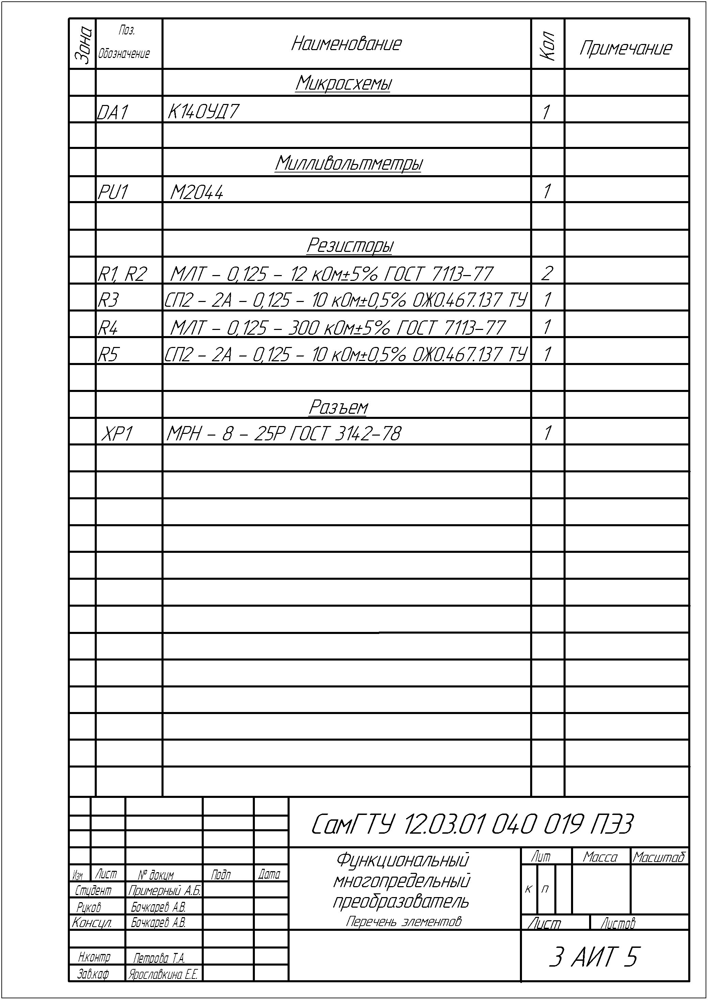 Зона Поз. Обозначение Наименование Кол Примечание
Микросхемы
DA1 К140УД7 1
Милливольтметры
PU1 М2044 1
Резисторы
R1, R2 МЛТ – 0,125 – 12 кОм±5% ГОСТ 7113–77 2
R3 СП2 – 2А – 0,125 – 10 кОм±0,5% ОЖ0.467.137 ТУ 1
R4 МЛТ – 0,125 – 300 кОм±5% ГОСТ 7113–77 1
R5 СП2 – 2А – 0,125 – 10 кОм±0,5% ОЖ0.467.137 ТУ 1
Разъем
XP1 МРН – 8 – 25Р ГОСТ 3142–78 1
СамГТУ 12.03.01 040 019 ПЭ3
Изм Лист № доким Подп Дата
Студент Примерный А.Б.
Руков Бочкарев А.В.
Консул. Бочкарев А.В.
Н.контр Петрова Т.А.
Зав.каф Ярославкина Е.Е.
Функциональный
многопредельный
преобразователь
Перечень элементов
Лит Масса Масштаб
к п
Лист Листов
3 АИТ 5